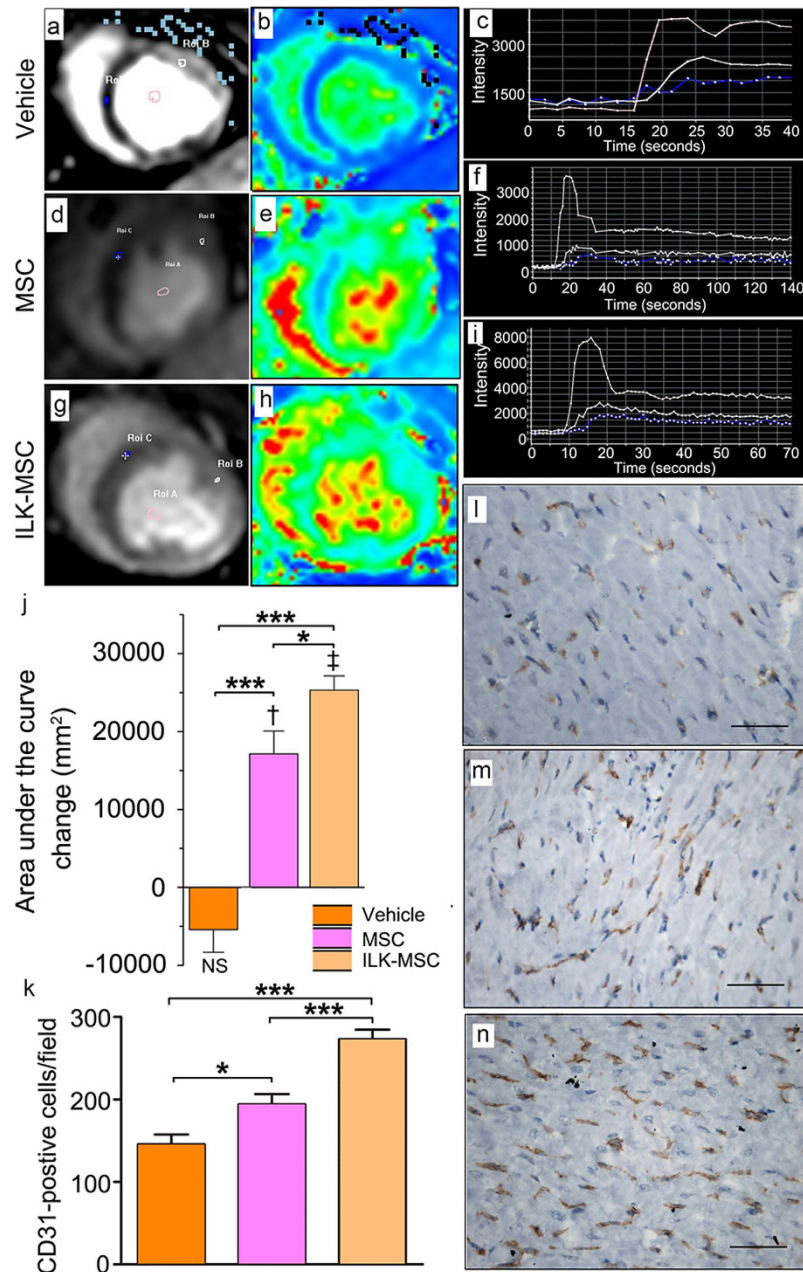 Vehicle
a
Roi B
Roi
b
c
3000
1500
Intensity
0 5 10 15 20 25 30 35 40
Time (seconds)
MSC
d
Roi C
Roi B
Roi A
e
f
3000
2000
1000
0
Intensity
0 20 40 60 80 100 120 140
Time (seconds)
ILK-MSC
g
Roi C
Roi B
Roi A
h
i
8000
6000
4000
2000
0
Intensity
0 10 20 30 40 50 60 70
Time (seconds)
j
Area under the curve
change (mm²)
30000
20000
10000
0
-10000
***
*
***
†
‡
NS
Vehicle
MSC
ILK-MSC
k
CD31-postive cells/field
300
200
100
0
***
***
*
l
m
n